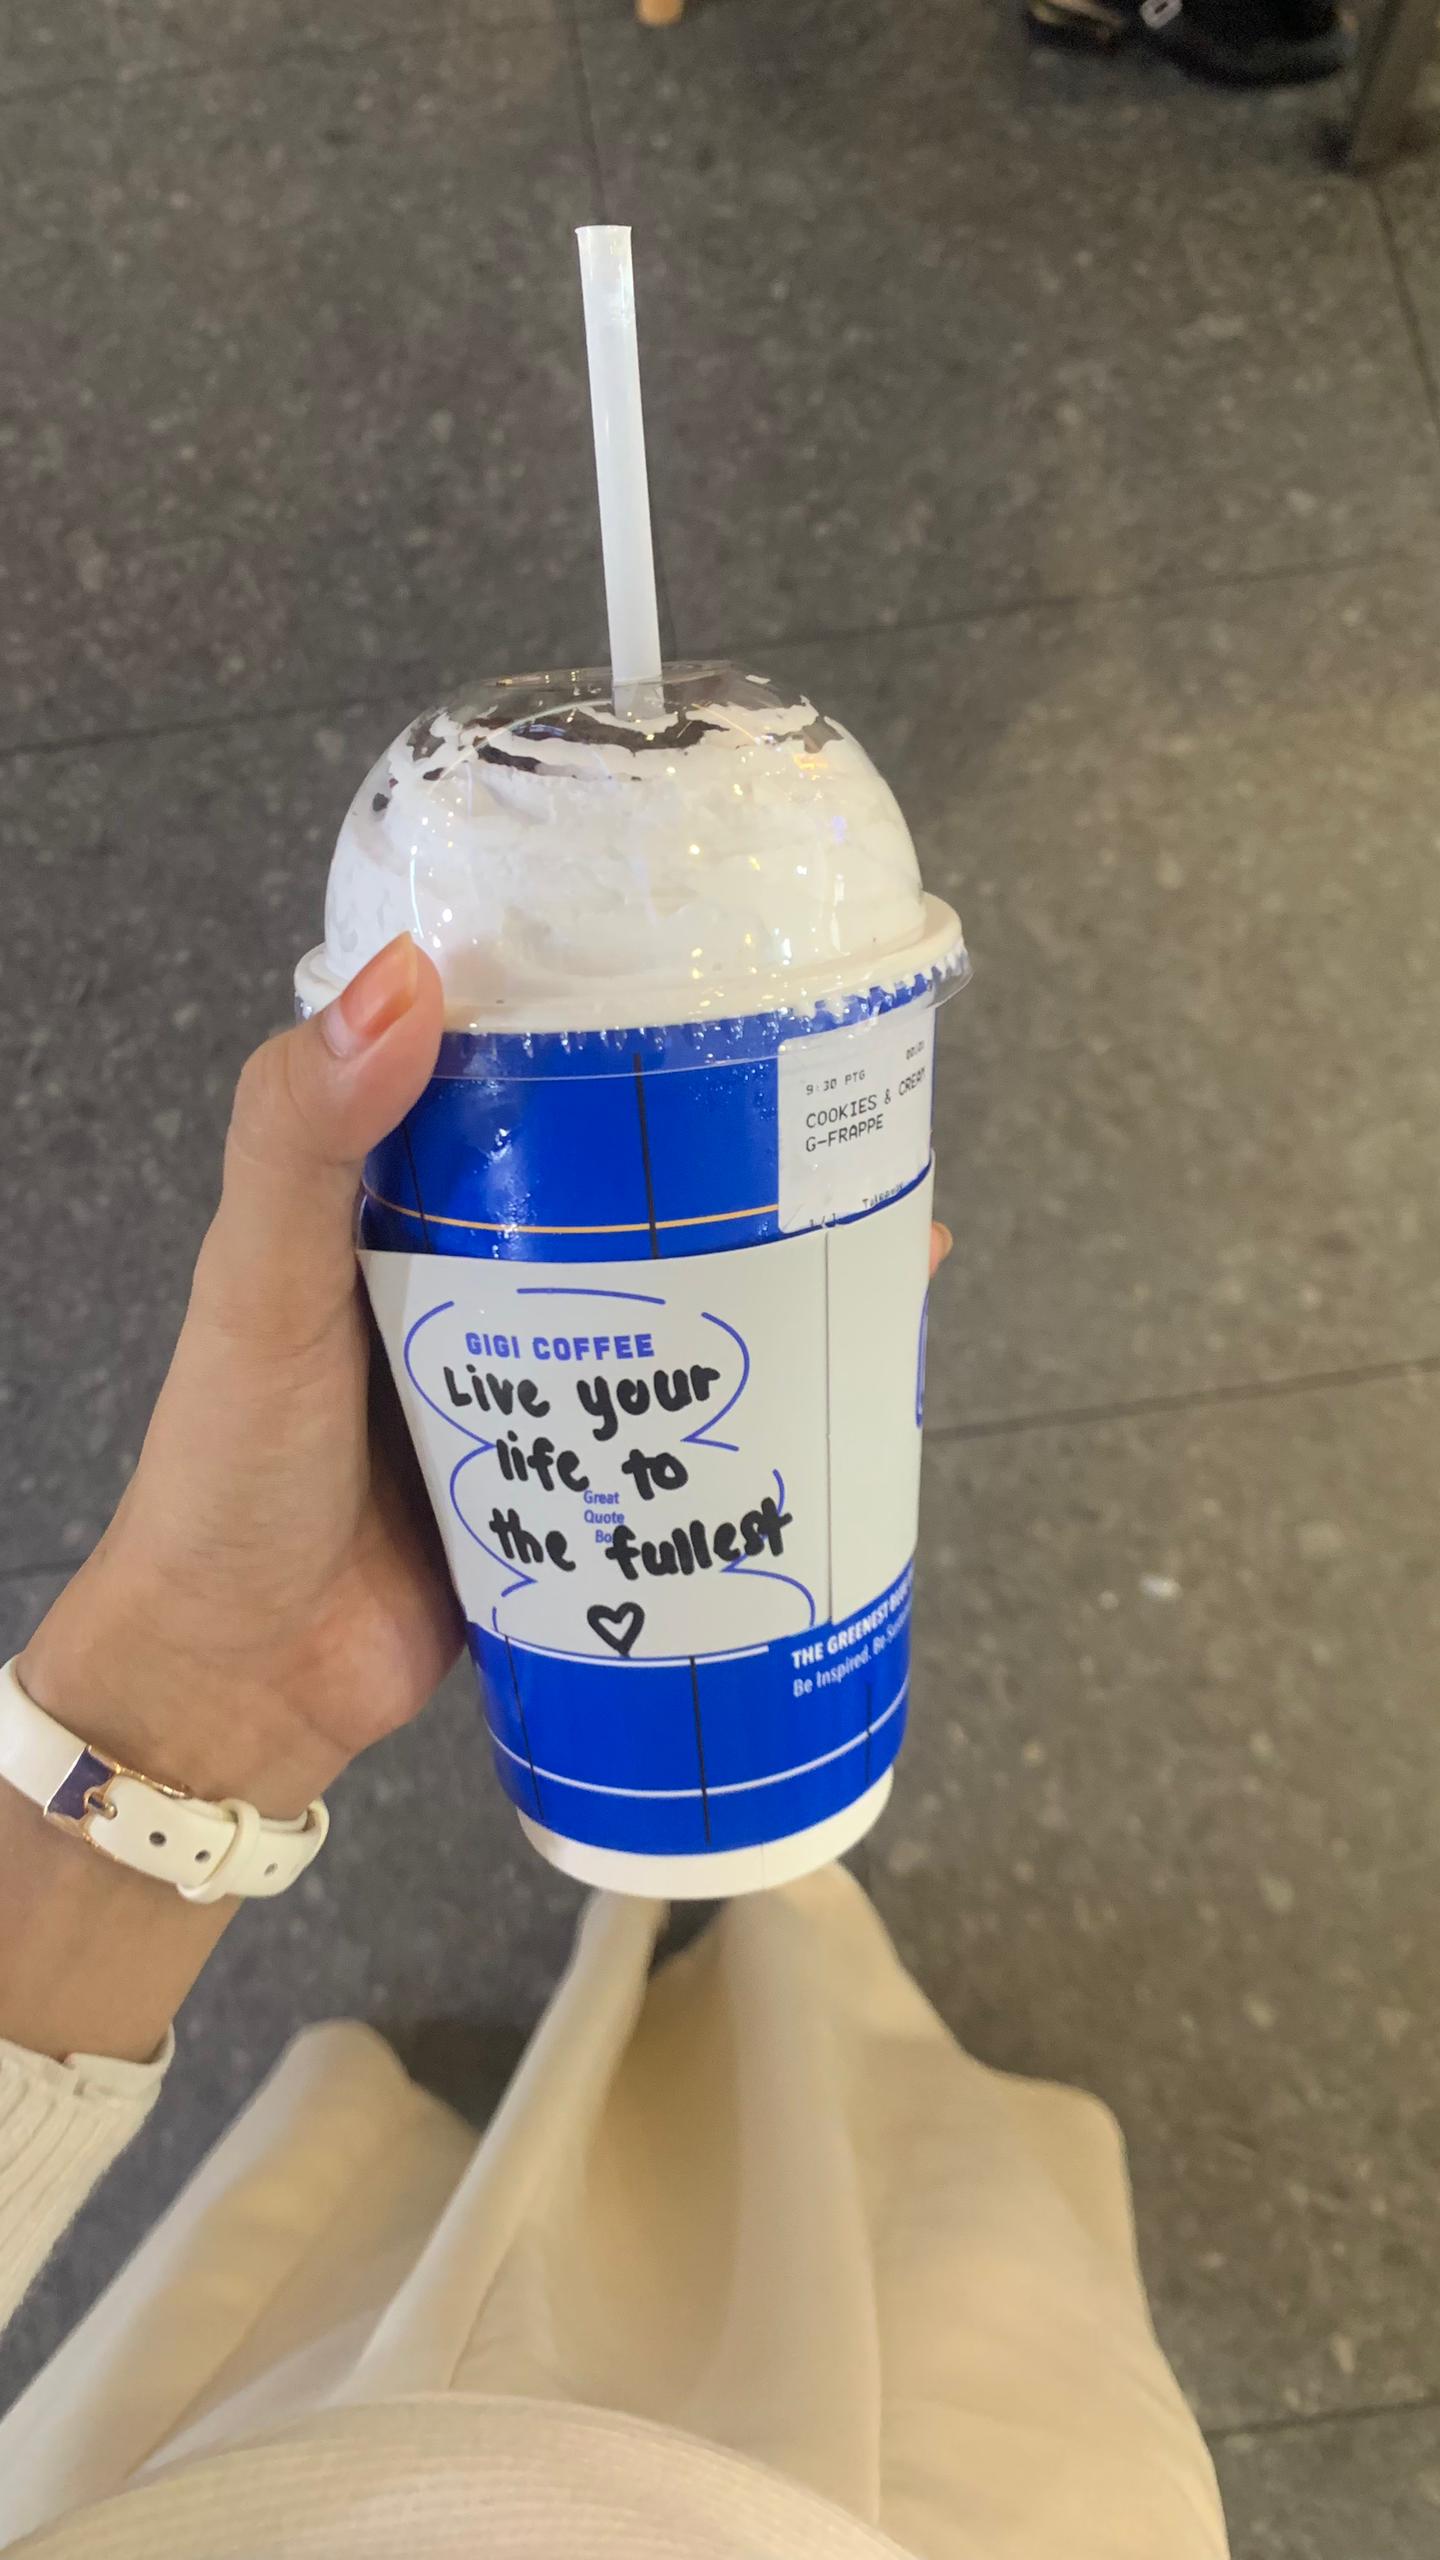 9:30 PTG
COOKIES & CREAM
G-FRAPPE
GIGI COFFEE
Live your
life to
Great
Quote
the fullest
THE GREENEST
Be Inspired.